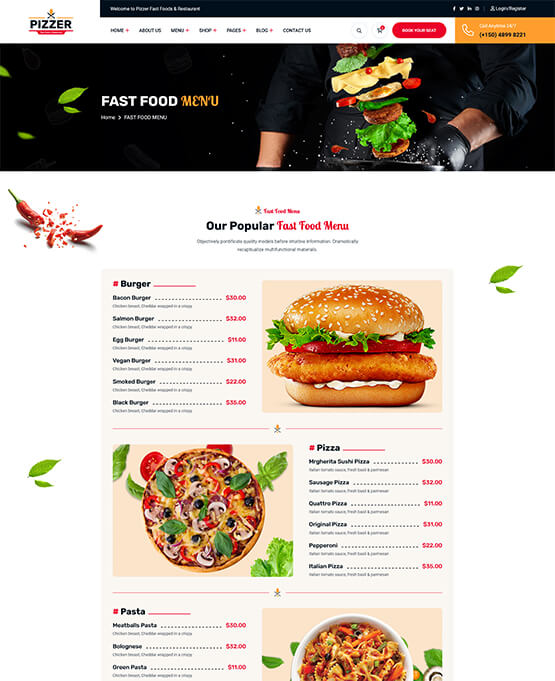 PIZZER
Welcome to Pizzer Fast Foods & Restaurant
Login/Register
HOME + ABOUT US MENU + SHOP + PAGES + BLOG + CONTACT US
BOOK YOUR SEAT
Call Anytime 24/7
(+150) 4899 8221
FAST FOOD MENU
Home > FAST FOOD MENU
Fast Food Menu
Our Popular Fast Food Menu
Objectively pontificate quality models before intuitive information. Dramatically
recaptiualize multifunctional materials.
# Burger
Bacon Burger $30.00
Chicken breast, Cheddar wrapped in a crispy
Salmon Burger $32.00
Chicken breast, Cheddar wrapped in a crispy
Egg Burger $11.00
Chicken breast, Cheddar wrapped in a crispy
Vegan Burger $31.00
Chicken breast, Cheddar wrapped in a crispy
Smoked Burger $22.00
Chicken breast, Cheddar wrapped in a crispy
Black Burger $35.00
Chicken breast, Cheddar wrapped in a crispy
# Pizza
Mrgherita Sushi Pizza $30.00
Italian tomato sauce, fresh basil & parmesan
Sausage Pizza $32.00
Italian tomato sauce, fresh basil & parmesan
Quattro Pizza $11.00
Italian tomato sauce, fresh basil & parmesan
Original Pizza $31.00
Italian tomato sauce, fresh basil & parmesan
Pepperoni $22.00
Italian tomato sauce, fresh basil & parmesan
Italian Pizza $35.00
Italian tomato sauce, fresh basil & parmesan
# Pasta
Meatballs Pasta $30.00
Chicken breast, Cheddar wrapped in a crispy
Bolognese $32.00
Chicken breast, Cheddar wrapped in a crispy
Green Pasta $11.00
Chicken breast, Cheddar wrapped in a crispy